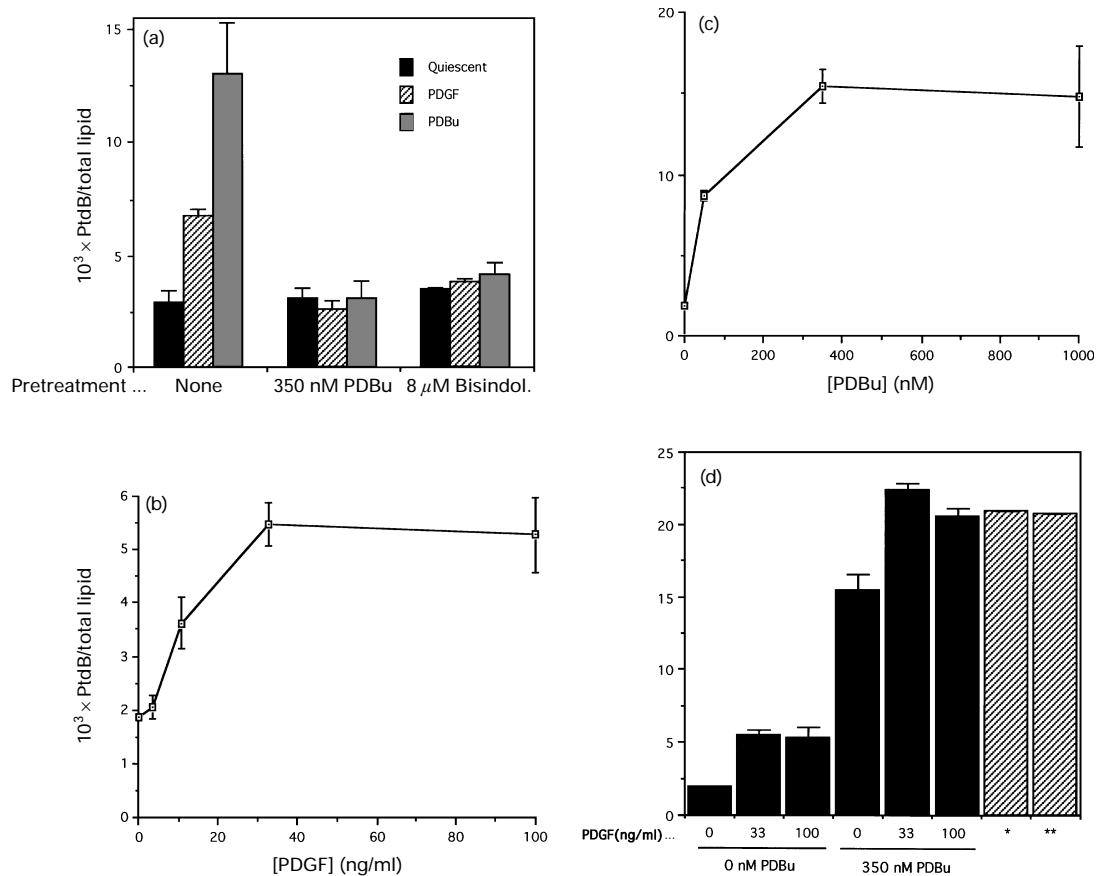 (a)
15
10
5
0
10³ × PtdB/total lipid
Quiescent
PDGF
PDBu
Pretreatment ... None 350 nM PDBu 8 μM Bisindol.
(c)
20
15
10
5
0
0 200 400 600 800 1000
[PDBu] (nM)
(b)
6
5
4
3
2
1
0
10³ × PtdB/total lipid
0 20 40 60 80 100
[PDGF] (ng/ml)
(d)
25
20
15
10
5
0
PDGF(ng/ml) ... 0 33 100 0 33 100 * **
0 nM PDBu 350 nM PDBu